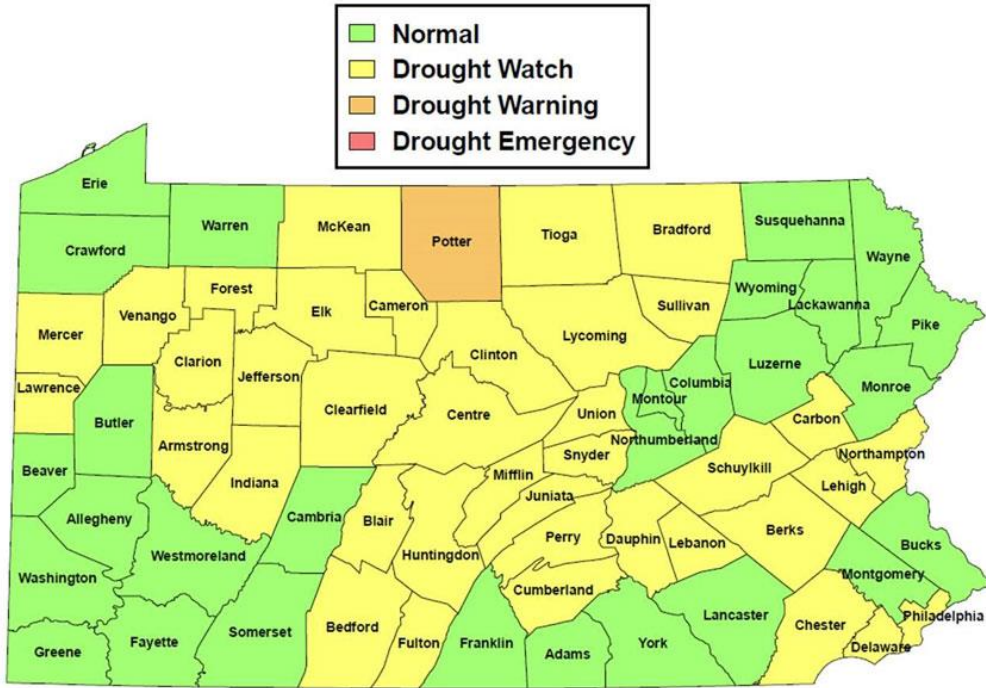 Normal
Drought Watch
Drought Warning
Drought Emergency
Erie
Crawford
Warren
McKean
Potter
Tioga
Bradford
Susquehanna
Wayne
Wyoming
Lackawanna
Pike
Mercer
Venango
Forest
Elk
Cameron
Clinton
Lycoming
Sullivan
Luzerne
Monroe
Lawrence
Butler
Clarion
Jefferson
Clearfield
Centre
Union
Montour
Columbia
Northumberland
Carbon
Northampton
Beaver
Armstrong
Indiana
Snyder
Mifflin
Juniata
Schuylkill
Lehigh
Allegheny
Westmoreland
Cambria
Blair
Huntingdon
Perry
Dauphin
Lebanon
Berks
Bucks
Montgomery
Washington
Cumberland
Philadelphia
Greene
Fayette
Somerset
Bedford
Fulton
Franklin
Adams
York
Lancaster
Chester
Delaware